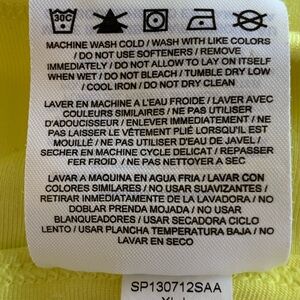 30C
MACHINE WASH COLD / WASH WITH LIKE COLORS
/ DO NOT USE SOFTENERS / REMOVE
IMMEDIATELY / DO NOT ALLOW TO LAY ON ITSELF
WHEN WET / DO NOT BLEACH / TUMBLE DRY LOW
/ COOL IRON / DO NOT DRY CLEAN
LAVER EN MACHINE A L'EAU FROIDE / LAVER AVEC
COULEURS SIMILAIRES / NE PAS UTILISER
D'ADOUCISSEUR / ENLEVER IMMEDIATEMENT / NE
PAS LAISSER LE VÊTEMENT PLIÉ LORSQU'IL EST
MOUILLÉ / NE PAS UTILISER D'EAU DE JAVEL /
SECHER EN MACHINE CYCLE DELICAT / REPASSER
FER FROID / NE PAS NETTOYER A SEC
LAVAR A MAQUINA EN AGUA FRIA / LAVAR CON
COLORES SIMILARES / NO USAR SUAVIZANTES /
RETIRAR INMEDIATAMENTE DE LA LAVADORA / NO
DOBLAR PRENDA MOJADA / NO USAR
BLANQUEADORES / USAR SECADORA CICLO
LENTO / USAR PLANCHA TEMPERATURA BAJA / NO
LAVAR EN SECO
SP130712SAA